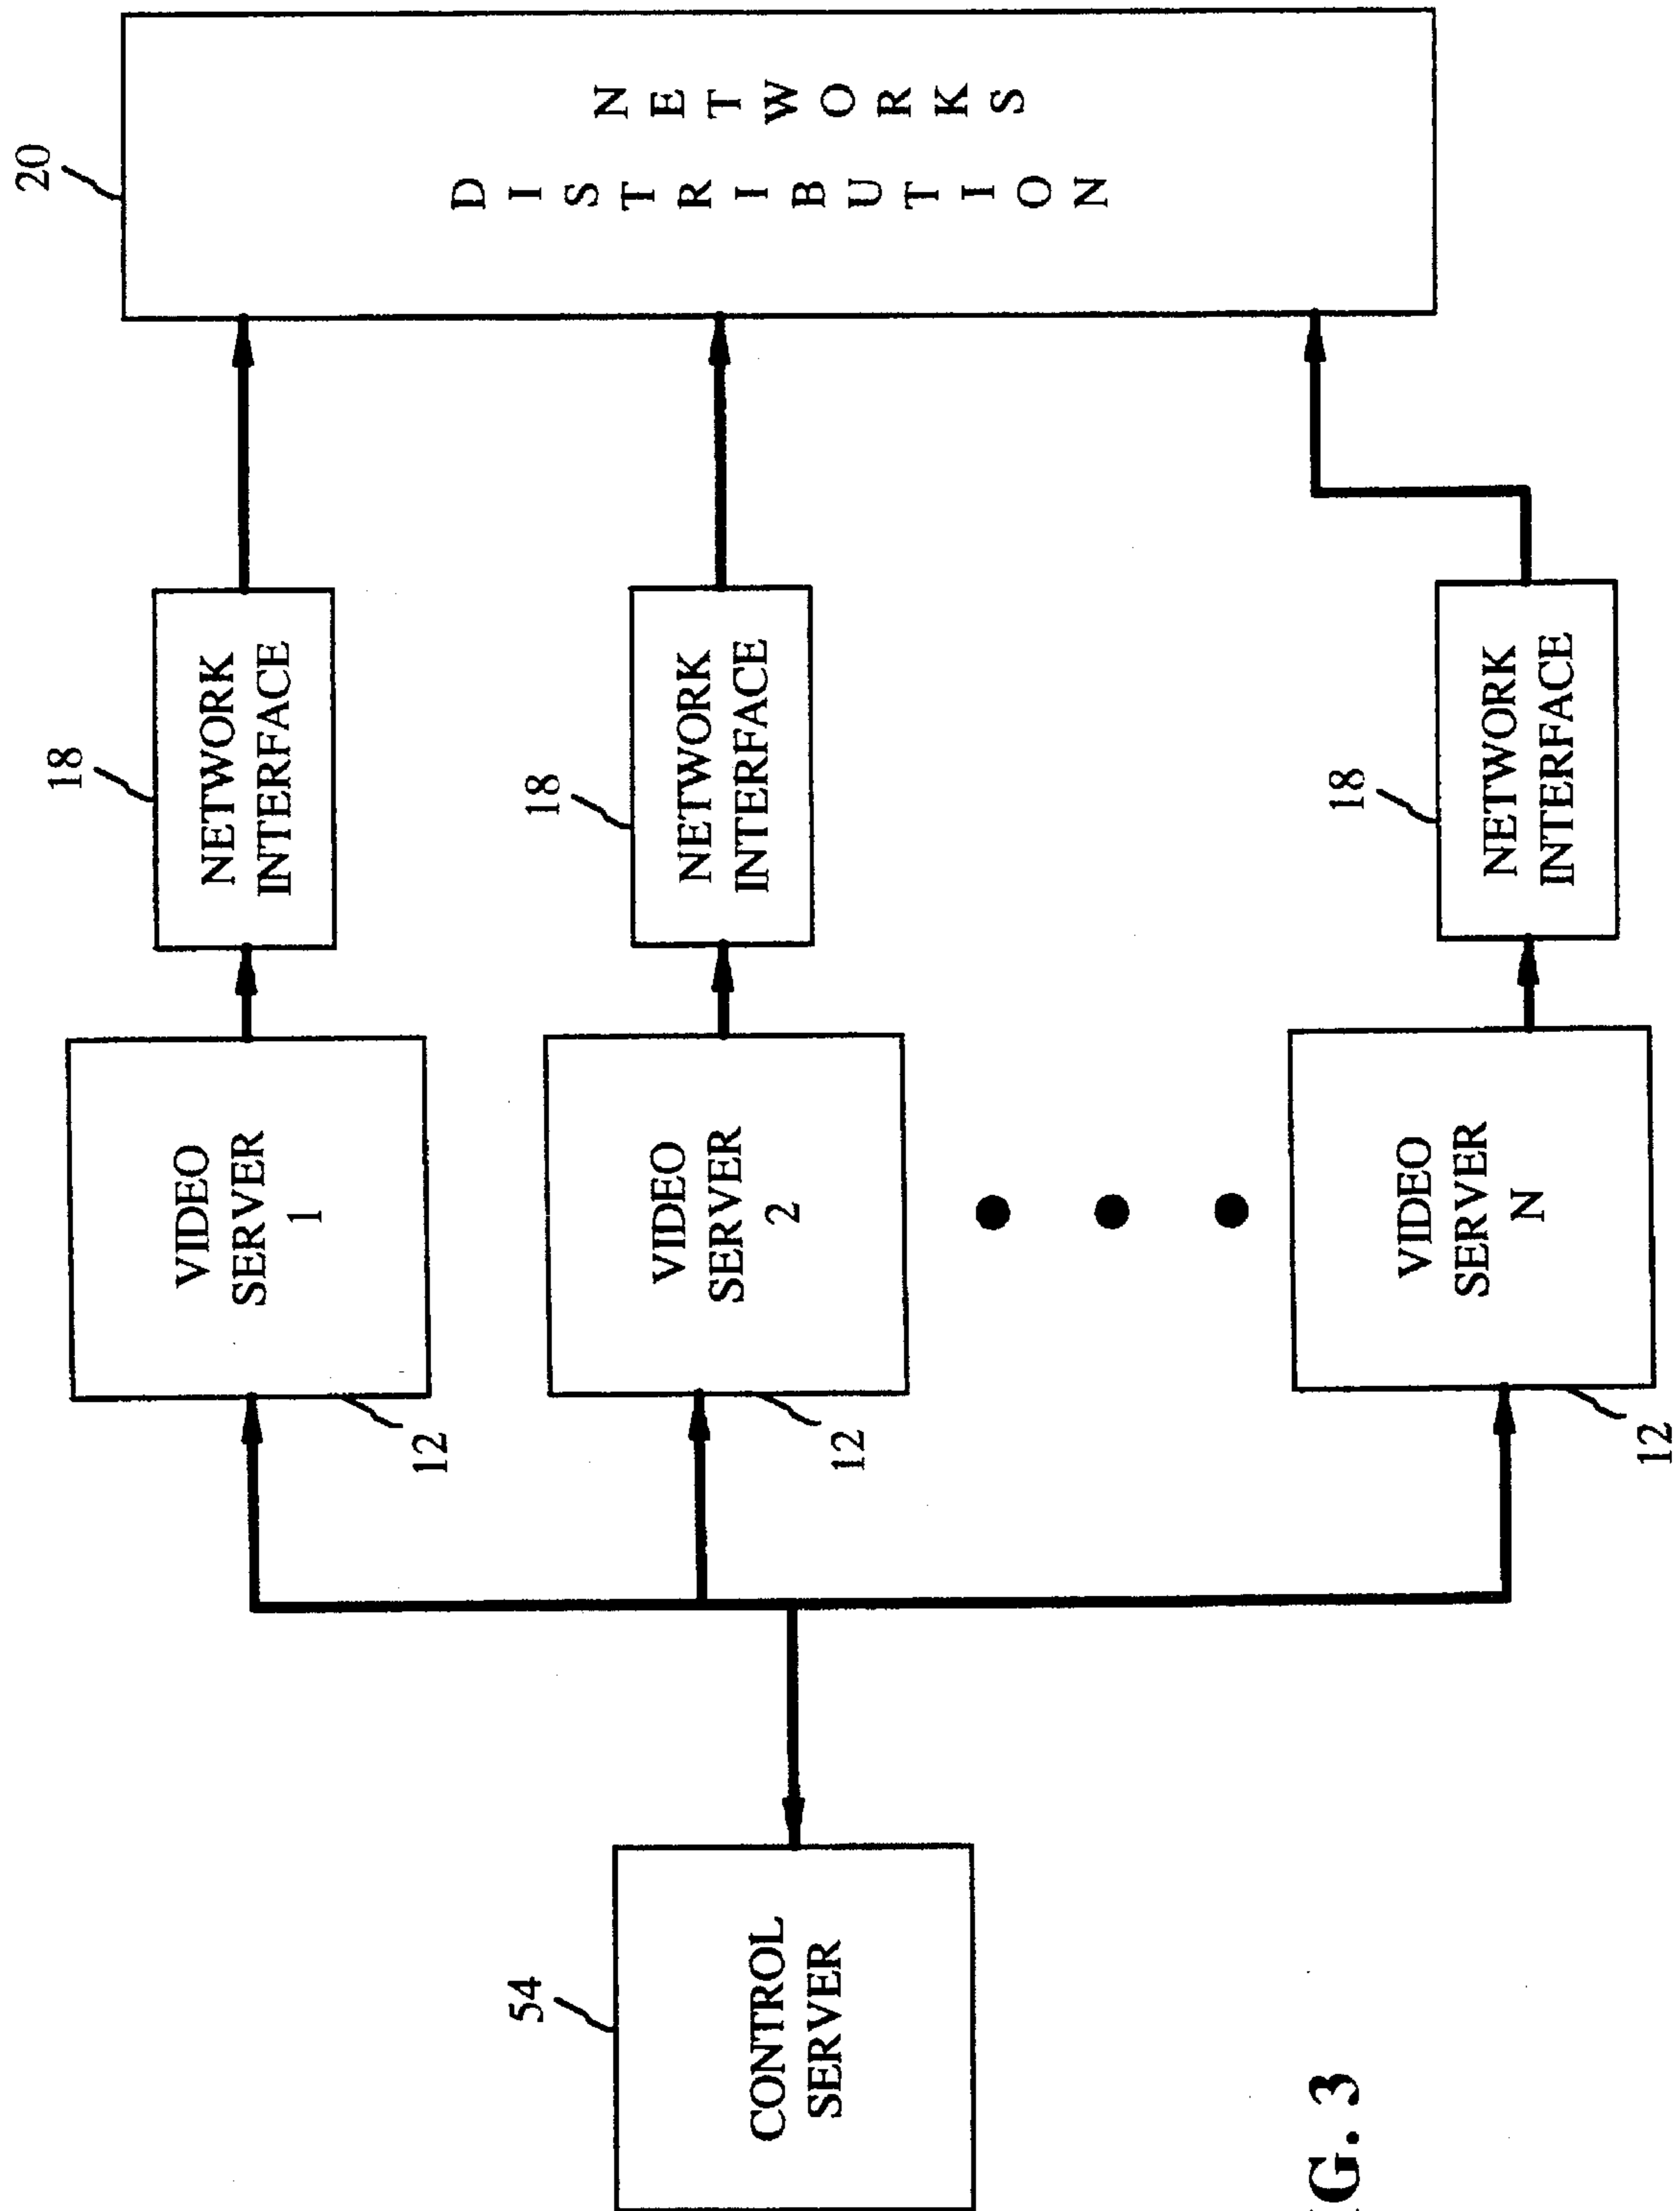 54
CONTROL
SERVER
12
VIDEO
SERVER
1
18
NETWORK
INTERFACE
12
VIDEO
SERVER
2
18
NETWORK
INTERFACE
12
VIDEO
SERVER
N
18
NETWORK
INTERFACE
20
DISTRIBUTION
NETWORKS
G. 3